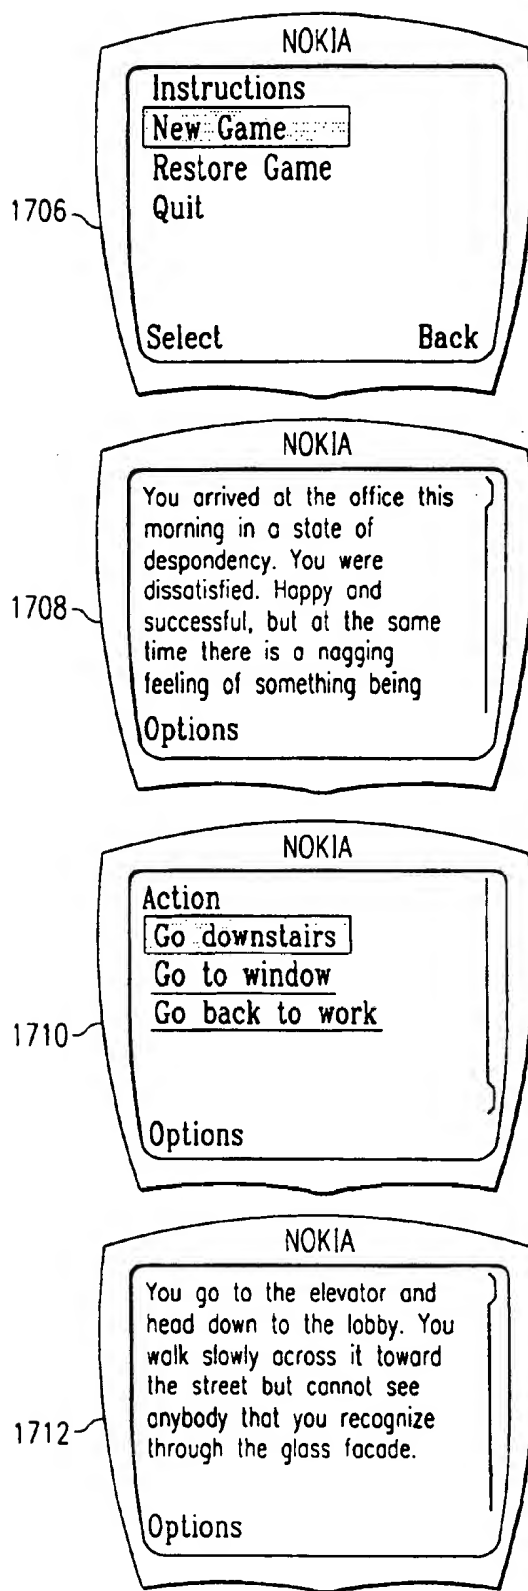 NOKIA
Instructions
New Game
Restore Game
Quit
1706
Select Back
NOKIA
You arrived at the office this
morning in a state of
despondency. You were
dissatisfied. Happy and
successful, but at the same
time there is a nagging
feeling of something being
1708
Options
NOKIA
Action
Go downstairs
Go to window
Go back to work
1710
Options
NOKIA
You go to the elevator and
head down to the lobby. You
walk slowly across it toward
the street but cannot see
anybody that you recognize
through the glass facade.
1712
Options